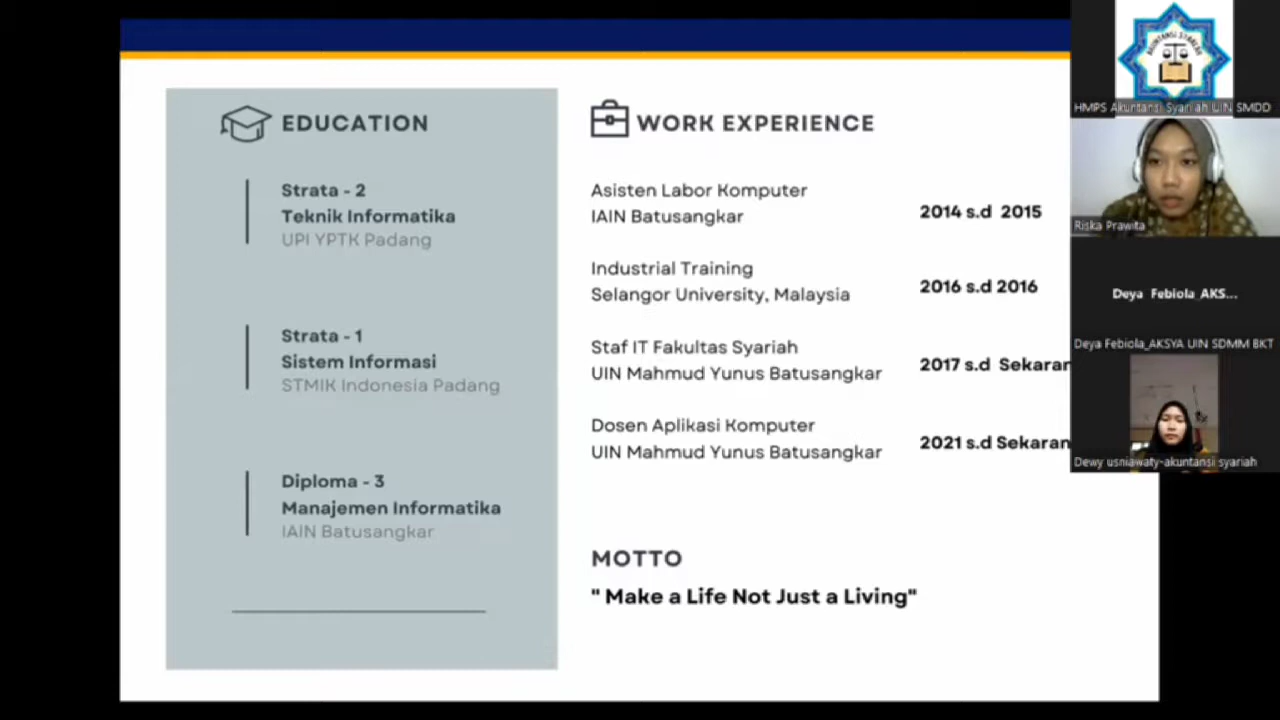 EDUCATION
Strata - 2
Teknik Informatika
UPI YPTK Padang
Strata - 1
Sistem Informasi
STMIK Indonesia Padang
Diploma - 3
Manajemen Informatika
IAIN Batusangkar
WORK EXPERIENCE
Asisten Labor Komputer
IAIN Batusangkar
2014 s.d 2015
Industrial Training
Selangor University, Malaysia
2016 s.d 2016
Staf IT Fakultas Syariah
UIN Mahmud Yunus Batusangkar
2017 s.d Sekaran
Dosen Aplikasi Komputer
UIN Mahmud Yunus Batusangkar
2021 s.d Sekaran
MOTTO
" Make a Life Not Just a Living"
AKUNTANSI SYARIAH
HMPS Akuntansi Syari'ah UIN SMDD
Riska Prawita
Deya Febiola_AKS...
Deya Febiola_AKSYA UIN SDMM BKT
Dewy usniawaty-akuntansi syariah